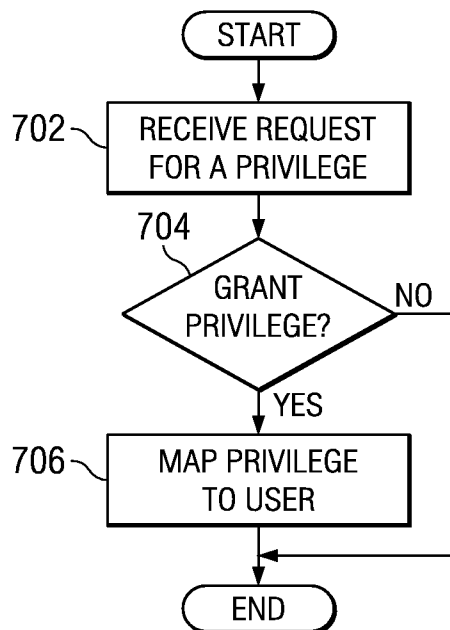 START
702
RECEIVE REQUEST
FOR A PRIVILEGE
704
GRANT
PRIVILEGE?
NO
YES
706
MAP PRIVILEGE
TO USER
END